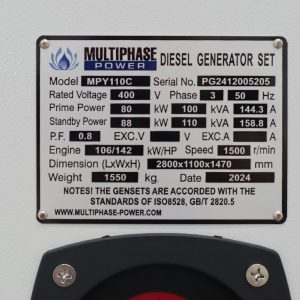 MULTIPHASE POWER DIESEL GENERATOR SET
Model MPY110C Serial No. PG2412005205
Rated Voltage 400 V Phase 3 50 Hz
Prime Power 80 kW 100 kVA 144.3 A
Standby Power 88 kW 110 kVA 158.8 A
P.F. 0.8 EXC.V V EXC.C A
Engine 106/142 kW/HP Speed 1500 r/min
Dimension (LxWxH) 2800x1100x1470 mm
Weight 1550 kg. Date 2024
NOTES! THE GENSETS ARE ACCORDED WITH THE
STANDARDS OF ISO8528, GB/T 2820.5
WWW.MULTIPHASE-POWER.COM